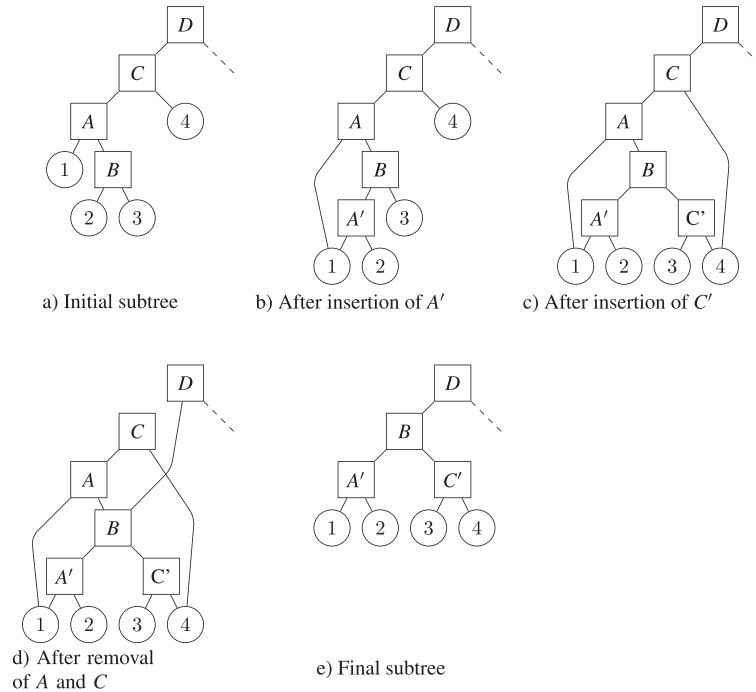 D D D
C C C
A 4 A 4 A
1 B B B
2 3 A′ 3 A′ C’
1 2 1 2 3 4
a) Initial subtree b) After insertion of A′ c) After insertion of C′
D D
C B
A A′ C′
B 1 2 3 4
A′ C’
1 2 3 4
d) After removal
of A and C
e) Final subtree